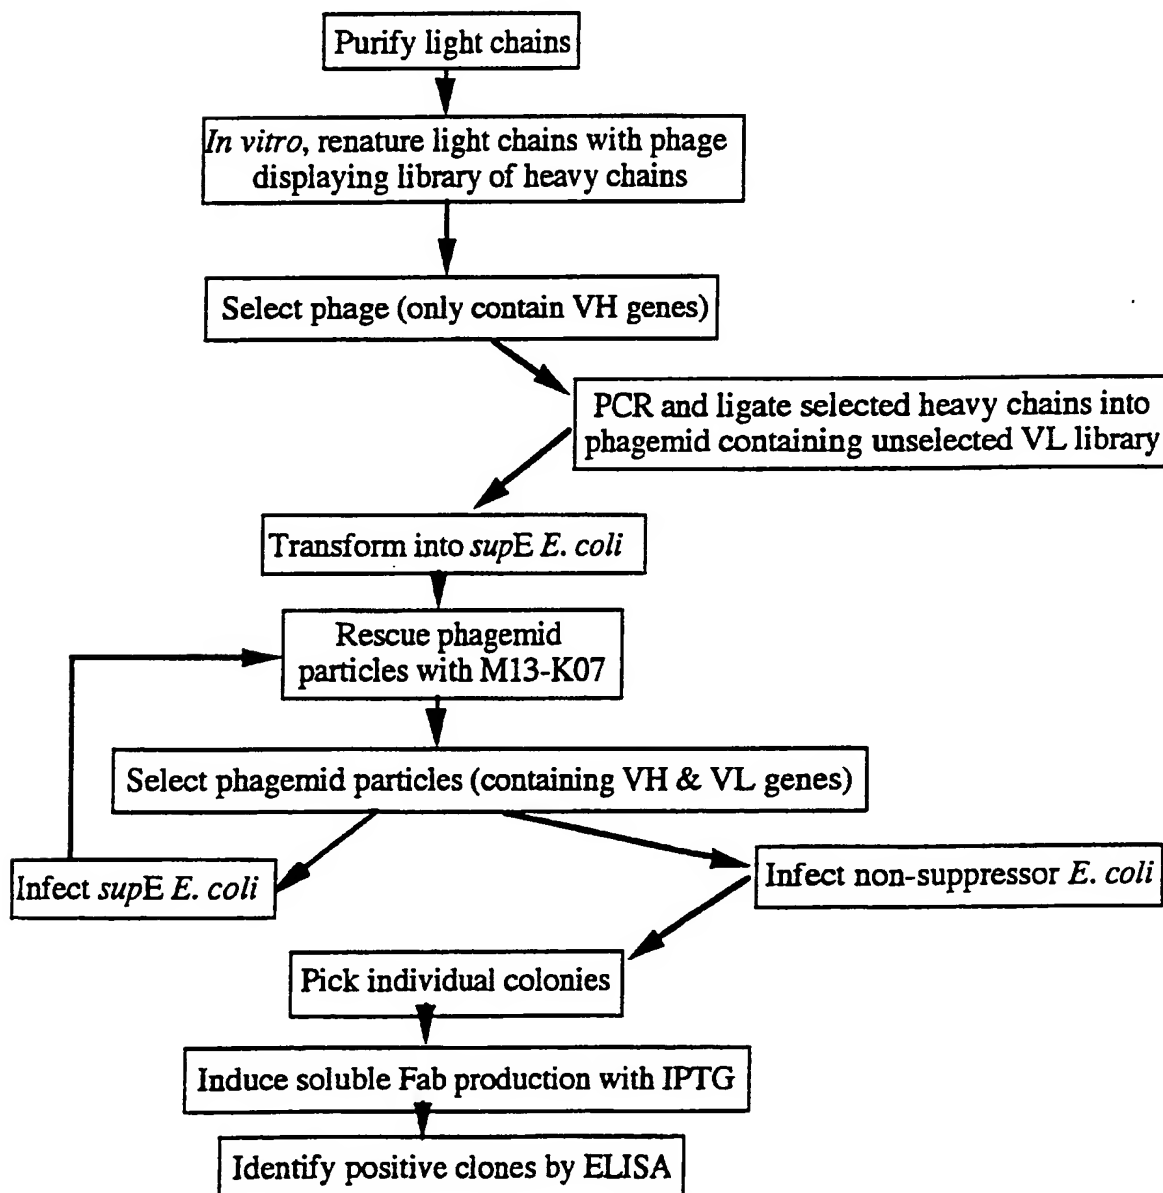 Purify light chains
In vitro, renature light chains with phage
displaying library of heavy chains
Select phage (only contain VH genes)
PCR and ligate selected heavy chains into
phagemid containing unselected VL library
Transform into supE E. coli
Rescue phagemid
particles with M13-K07
Select phagemid particles (containing VH & VL genes)
Infect supE E. coli
Infect non-suppressor E. coli
Pick individual colonies
Induce soluble Fab production with IPTG
Identify positive clones by ELISA